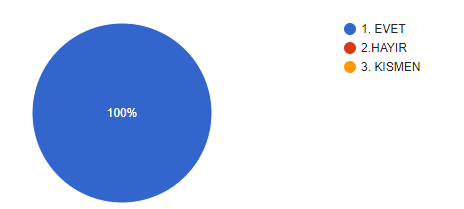 100%
1. EVET
2.HAYIR
3. KISMEN